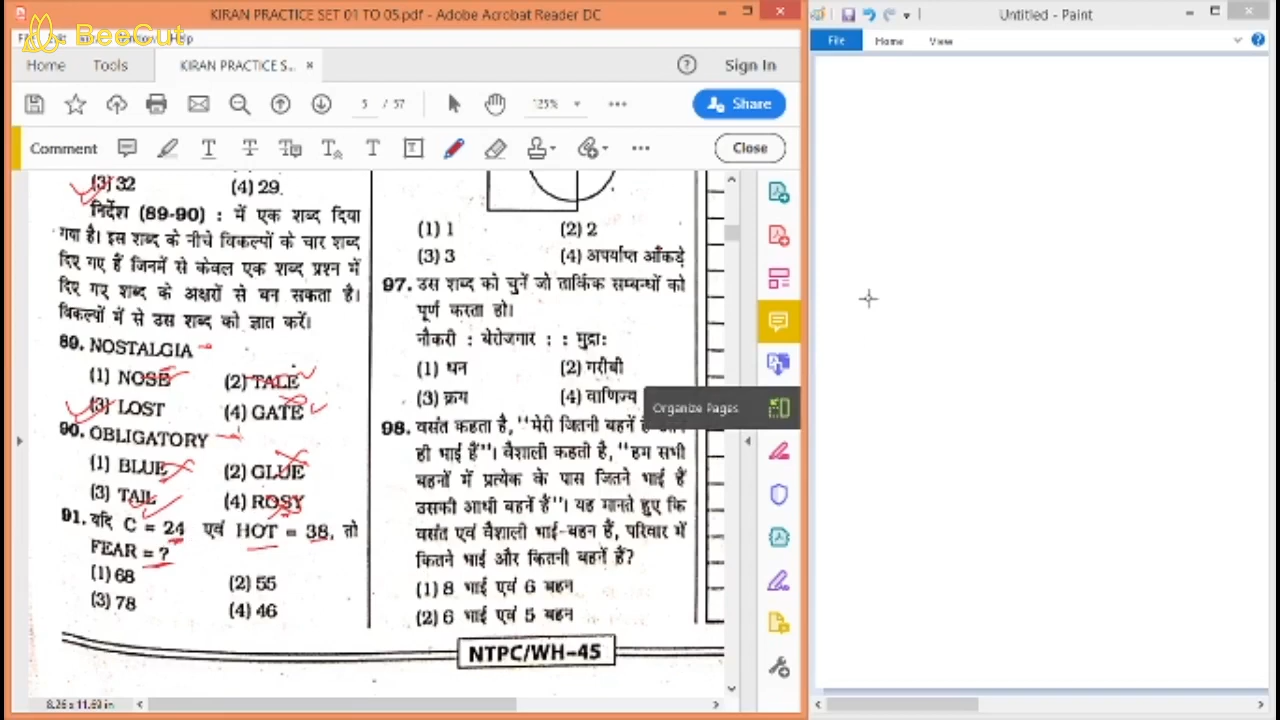 KIRAN PRACTICE SET 01 TO 05.pdf - Adobe Acrobat Reader DC
BeeCut
Help
Home
Tools
KIRAN PRACTICE S...
Sign In
5 / 57
125%
Share
Comment
Close
(3) 32
(4) 29
निर्देश (89-90) : में एक शब्द दिया
गया है। इस शब्द के नीचे विकल्पों के चार शब्द
दिए गए हैं जिनमें से केवल एक शब्द प्रश्न में
दिए गए शब्द के अक्षरों से बन सकता है।
विकल्पों में से उस शब्द को ज्ञात करें।
89. NOSTALGIA
(1) NOSE
(2) TALE
(3) LOST
(4) GATE
90. OBLIGATORY
(1) BLUE
(2) GLUE
(3) TAIL
(4) ROSY
91. यदि C = 24 एवं HOT = 38, तो
FEAR = ?
(1) 68
(2) 55
(3) 78
(4) 46
(1) 1
(2) 2
(3) 3
(4) अपर्याप्त आँकड़े
97. उस शब्द को चुनें जो तार्किक सम्बन्धों को
पूर्ण करता हो।
नौकरी : बेरोजगार : : मुद्रा:
(1) धन
(2) गरीबी
(3) क्रय
(4) वाणिज्य
98. वसंत कहता है, "मेरी जितनी बहनें
ही भाई हैं"। वैशाली कहती है, "हम सभी
बहनों में प्रत्येक के पास जितने भाई हैं
उसकी आधी बहनें हैं"। यह मानते हुए कि
वसंत एवं वैशाली भाई-बहन हैं, परिवार में
कितने भाई और कितनी बहनें हैं?
(1) 8 भाई एवं 6 बहन
(2) 6 भाई एवं 5 बहन
NTPC/WH-45
Organize Pages
8.26 x 11.69 in
Untitled - Paint
File
Home
View